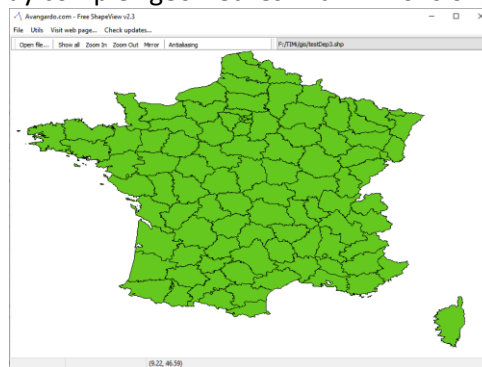 Avangardo.com - Free ShapeView v2.3
File Utils Visit web page... Check updates...
Open file... Show all Zoom In Zoom Out Mirror Antialiasing F:/TIM/gis/testDep3.shp
(9.22, 46.59)